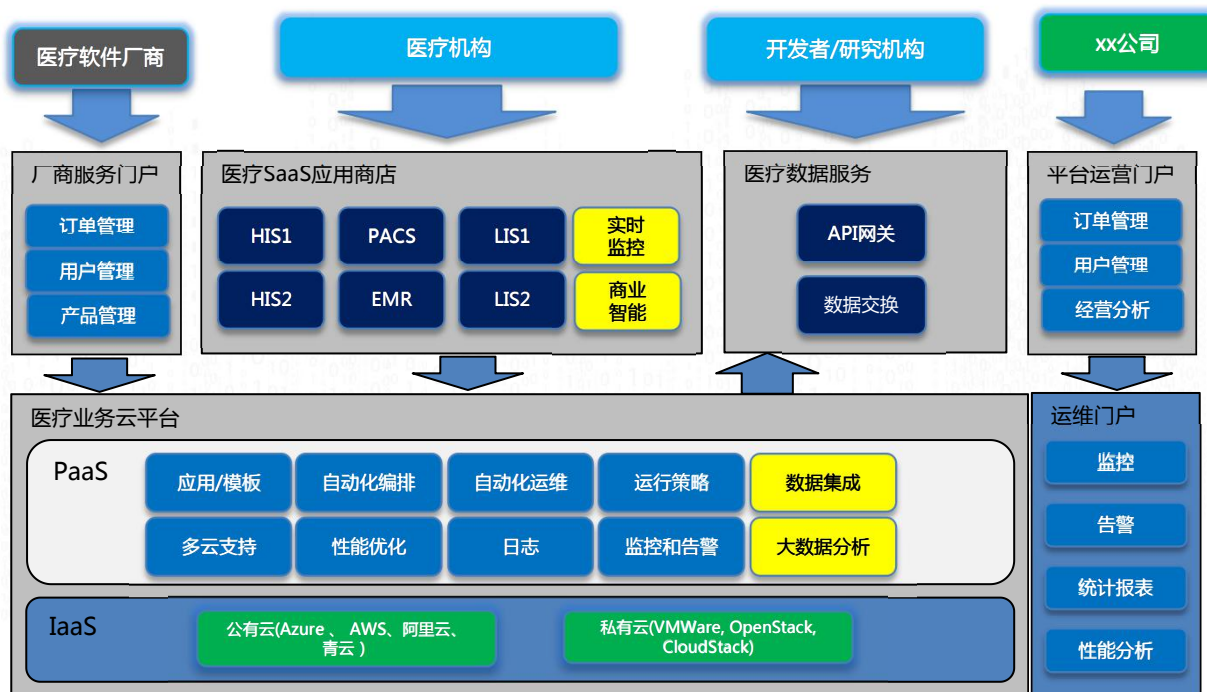 医疗软件厂商
医疗机构
开发者/研究机构
xx公司
厂商服务门户
订单管理
用户管理
产品管理
医疗SaaS应用商店
HIS1
PACS
LIS1
实时
监控
HIS2
EMR
LIS2
商业
智能
医疗数据服务
API网关
数据交换
平台运营门户
订单管理
用户管理
经营分析
医疗业务云平台
PaaS
应用/模板
自动化编排
自动化运维
运行策略
数据集成
多云支持
性能优化
日志
监控和告警
大数据分析
IaaS
公有云(Azure 、 AWS、阿里云、
青云 )
私有云(VMWare, OpenStack,
CloudStack)
运维门户
监控
告警
统计报表
性能分析